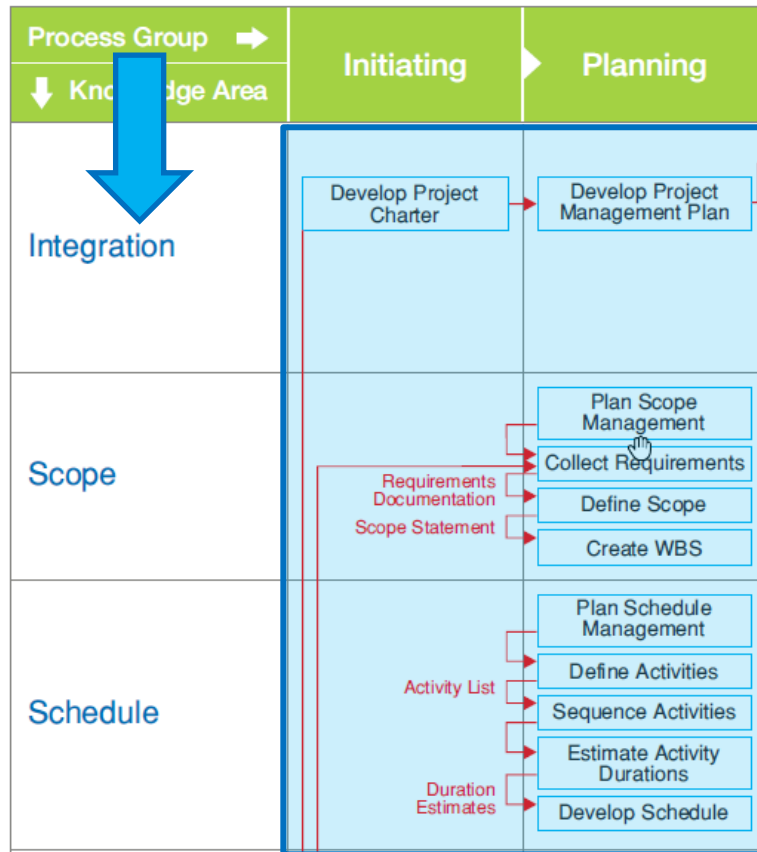 Process Group
Knowledge Area
Initiating
Planning
Integration
Develop Project
Charter
Develop Project
Management Plan
Scope
Plan Scope
Management
Collect Requirements
Requirements
Documentation
Define Scope
Scope Statement
Create WBS
Schedule
Plan Schedule
Management
Define Activities
Activity List
Sequence Activities
Estimate Activity
Durations
Duration
Estimates
Develop Schedule